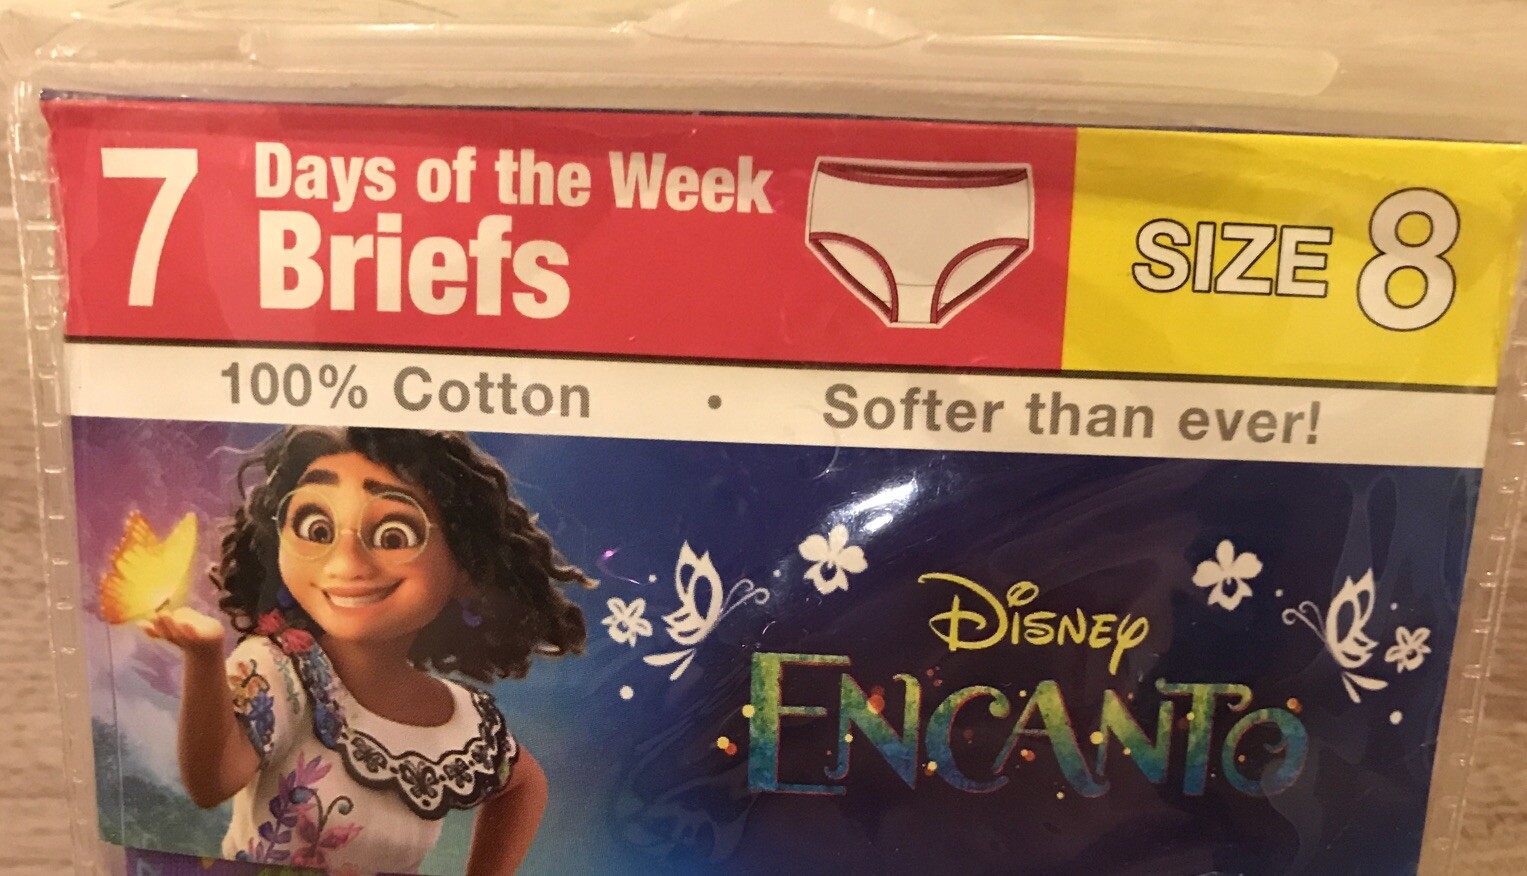 7 Days of the Week
Briefs
SIZE 8
100% Cotton • Softer than ever!
Disney
ENCANTO